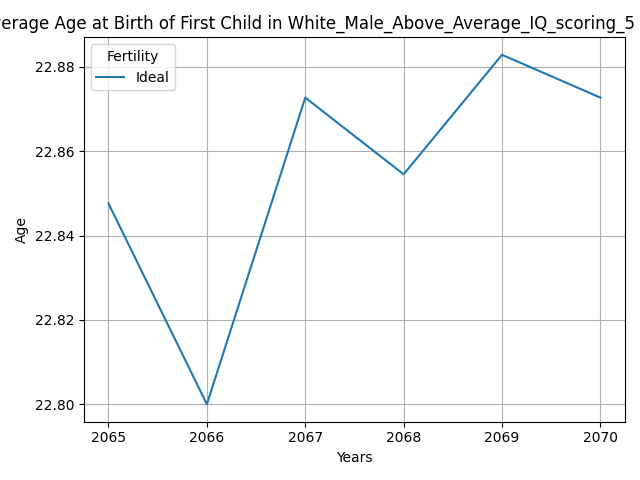 erage Age at Birth of First Child in White_Male_Above_Average_IQ_scoring_5
Fertility
Ideal
22.88
22.86
22.84
22.82
22.80
Age
2065 2066 2067 2068 2069 2070
Years